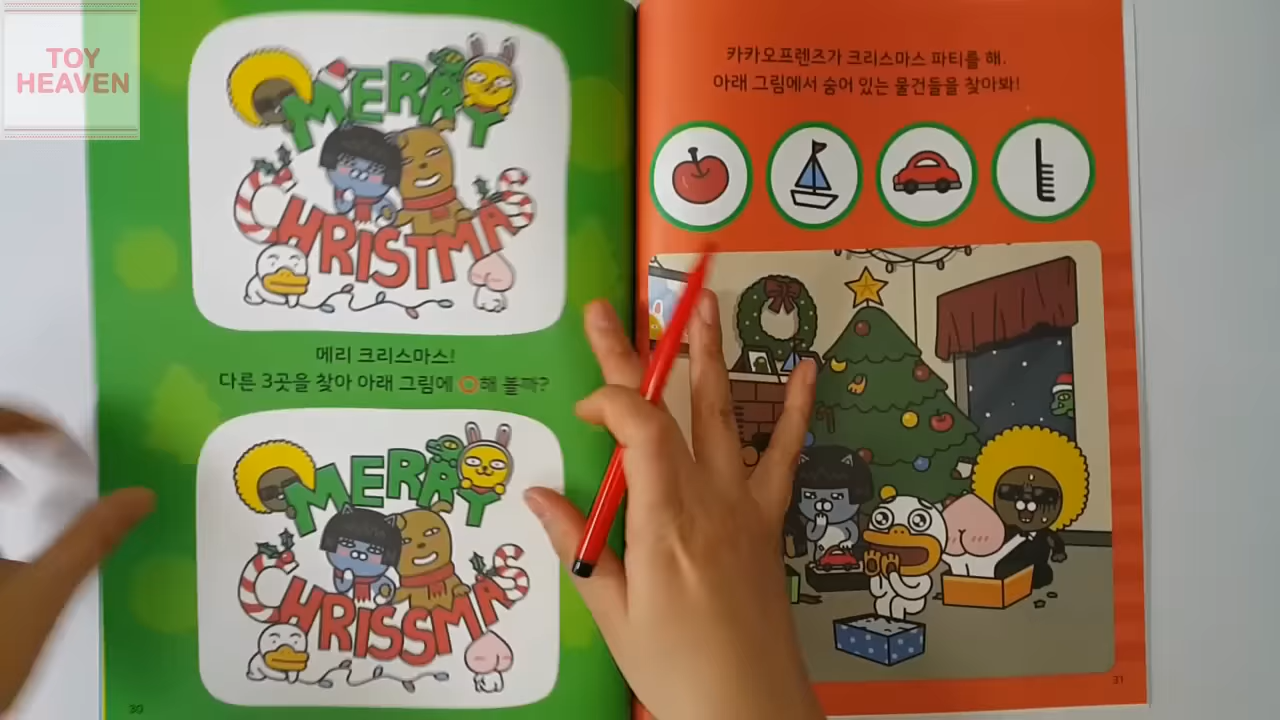 TOY
HEAVEN
MERRY
CHRISTMAS
메리 크리스마스!
다른 3곳을 찾아 아래 그림에 O해 볼까?
MERRY
CHRISSMAS
30
카카오프렌즈가 크리스마스 파티를 해.
아래 그림에서 숨어 있는 물건들을 찾아봐!
31